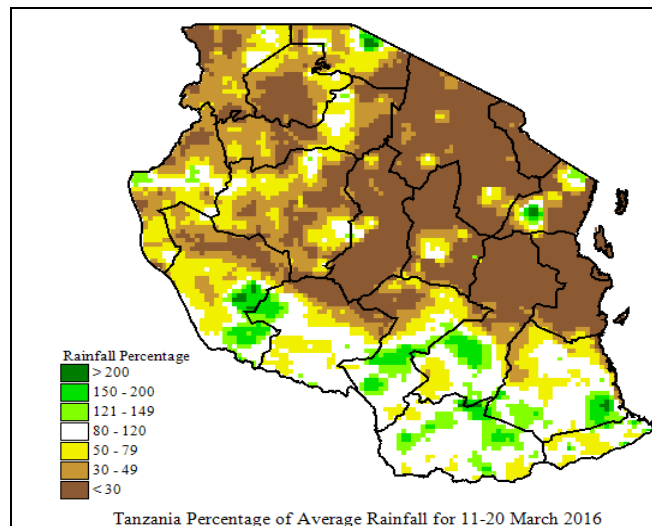 Rainfall Percentage
> 200
150 - 200
121 - 149
80 - 120
50 - 79
30 - 49
< 30
Tanzania Percentage of Average Rainfall for 11-20 March 2016